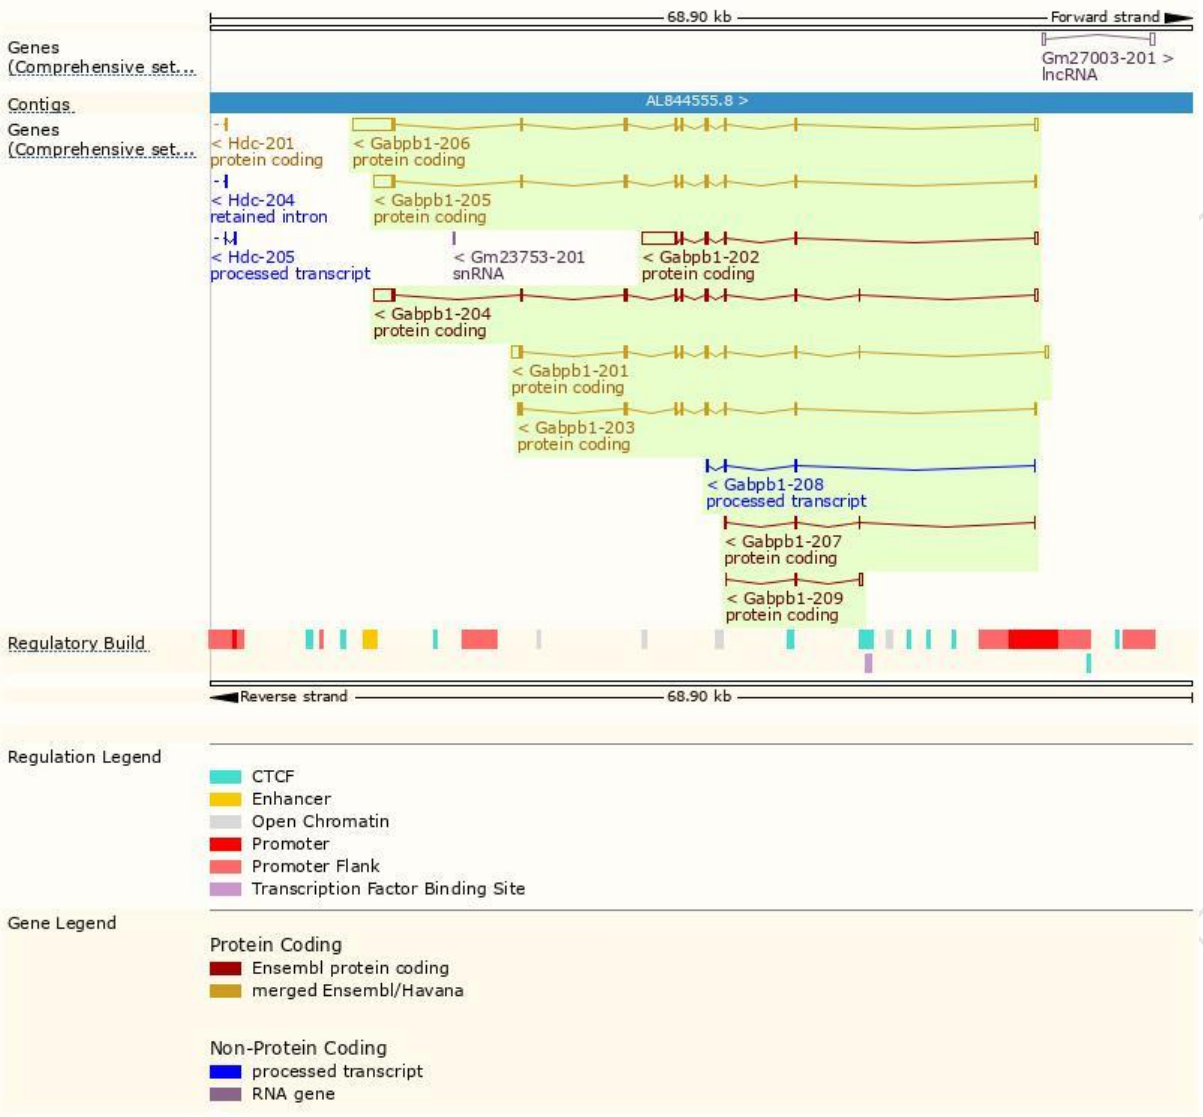 68.90 kb
Forward strand
Genes
(Comprehensive set...
Gm27003-201 >
lncRNA
Contigs
AL844555.8 >
Genes
(Comprehensive set...
< Hdc-201
protein coding
< Gabpb1-206
protein coding
< Hdc-204
retained intron
< Gabpb1-205
protein coding
< Hdc-205
processed transcript
< Gm23753-201
snRNA
< Gabpb1-202
protein coding
< Gabpb1-204
protein coding
< Gabpb1-201
protein coding
< Gabpb1-203
protein coding
< Gabpb1-208
processed transcript
< Gabpb1-207
protein coding
< Gabpb1-209
protein coding
Regulatory Build
Reverse strand
68.90 kb
Regulation Legend
CTCF
Enhancer
Open Chromatin
Promoter
Promoter Flank
Transcription Factor Binding Site
Gene Legend
Protein Coding
Ensembl protein coding
merged Ensembl/Havana
Non-Protein Coding
processed transcript
RNA gene